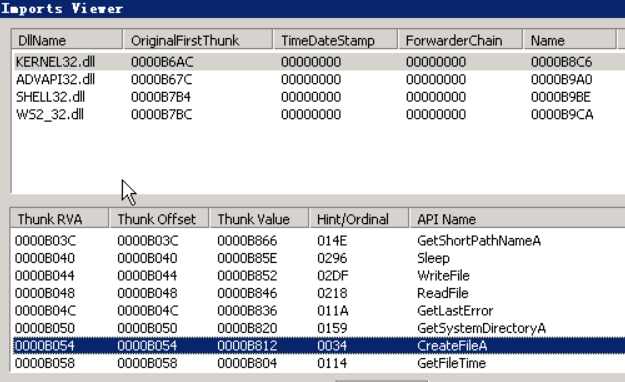 Imports Viewer
DllName OriginalFirstThunk TimeDateStamp ForwarderChain Name
KERNEL32.dll 0000B6AC 00000000 00000000 0000B8C6
ADVAPI32.dll 0000B67C 00000000 00000000 0000B9A0
SHELL32.dll 0000B7B4 00000000 00000000 0000B9BE
WS2_32.dll 0000B7BC 00000000 00000000 0000B9CA
Thunk RVA Thunk Offset Thunk Value Hint/Ordinal API Name
0000B03C 0000B03C 0000B866 014E GetShortPathNameA
0000B040 0000B040 0000B85E 0296 Sleep
0000B044 0000B044 0000B852 02DF WriteFile
0000B048 0000B048 0000B846 0218 ReadFile
0000B04C 0000B04C 0000B836 011A GetLastError
0000B050 0000B050 0000B820 0159 GetSystemDirectoryA
0000B054 0000B054 0000B812 0034 CreateFileA
0000B058 0000B058 0000B804 0114 GetFileTime